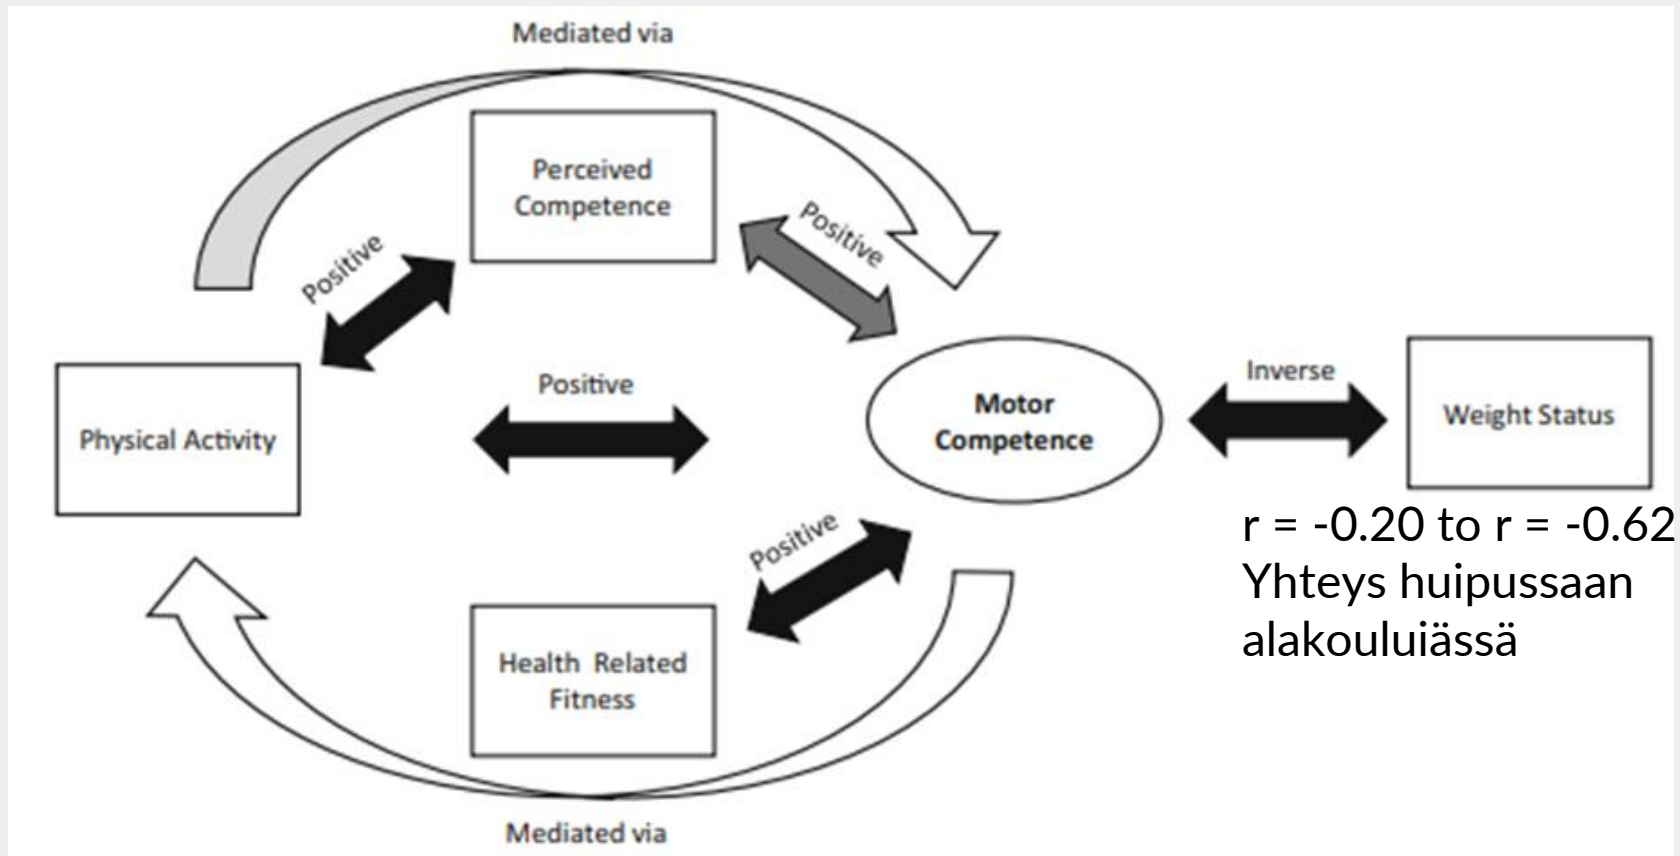 Mediated via
Perceived
Competence
Positive
Positive
Physical Activity
Positive
Motor
Competence
Inverse
Weight Status
r = -0.20 to r = -0.62
Yhteys huipussaan
alakouluiässä
Positive
Health Related
Fitness
Mediated via